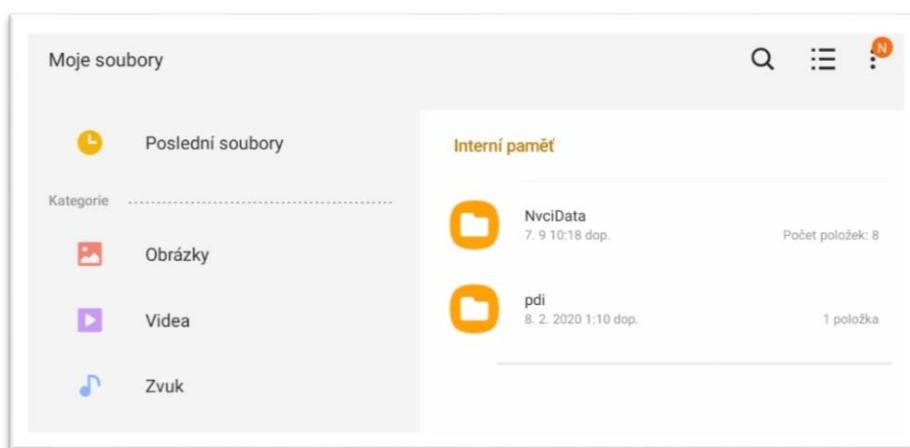 Moje soubory
N
Poslední soubory
Kategorie
Obrázky
Videa
Zvuk
Interní paměť
NvciData
7. 9 10:18 dop.
Počet položek: 8
pdi
8. 2. 2020 1:10 dop.
1 položka